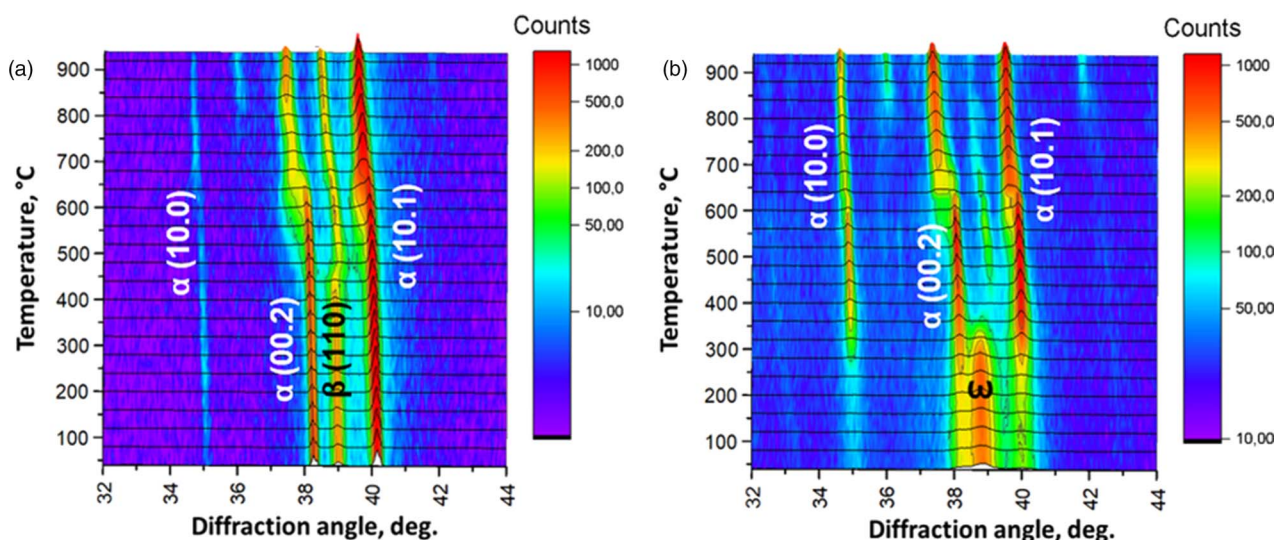 (a)
Counts
900
800
700
600
500
400
300
200
100
Temperature, °C
α (10.0)
α (00.2)
β (110)
α (10.1)
32
34
36
38
40
42
44
Diffraction angle, deg.
1000
500,0
200,0
100,0
50,00
10,00
(b)
Counts
900
800
700
600
500
400
300
200
100
Temperature, °C
α (10.0)
α (00.2)
ω
α (10.1)
32
34
36
38
40
42
44
Diffraction angle, deg.
1000
500,0
200,0
100,0
50,00
10,00